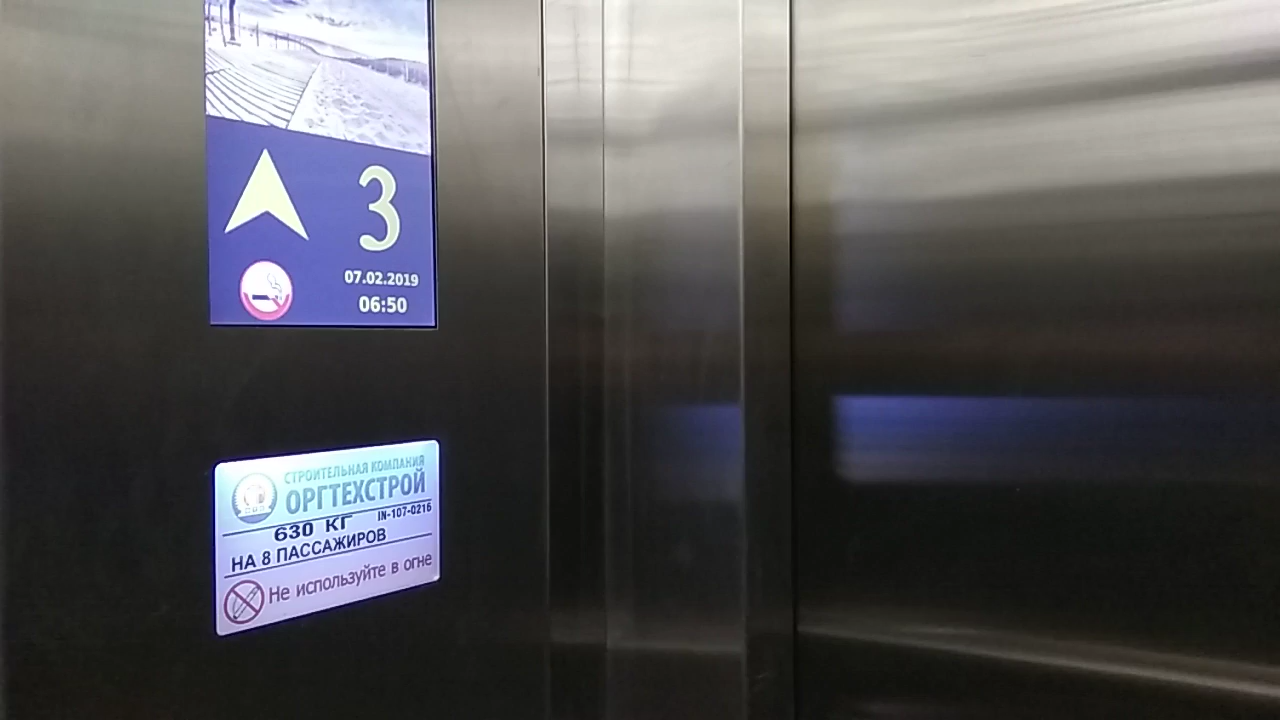 3
07.02.2019
06:50
СТРОИТЕЛЬНАЯ КОМПАНИЯ
ОРГТЕХСТРОЙ
630 КГ IN-107-0216
НА 8 ПАССАЖИРОВ
Не используйте в огне